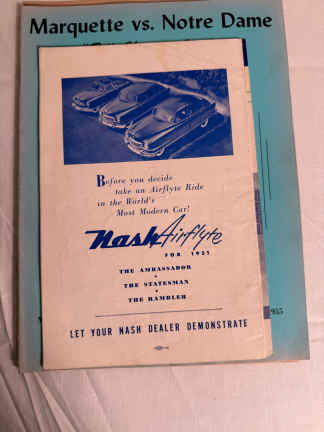 Marquette vs. Notre Dame
Before you decide
take an Airflyte Ride
in the World's
Most Modern Car!
Nash Airflyte
FOR 1951
THE AMBASSADOR
THE STATESMAN
THE RAMBLER
LET YOUR NASH DEALER DEMONSTRATE